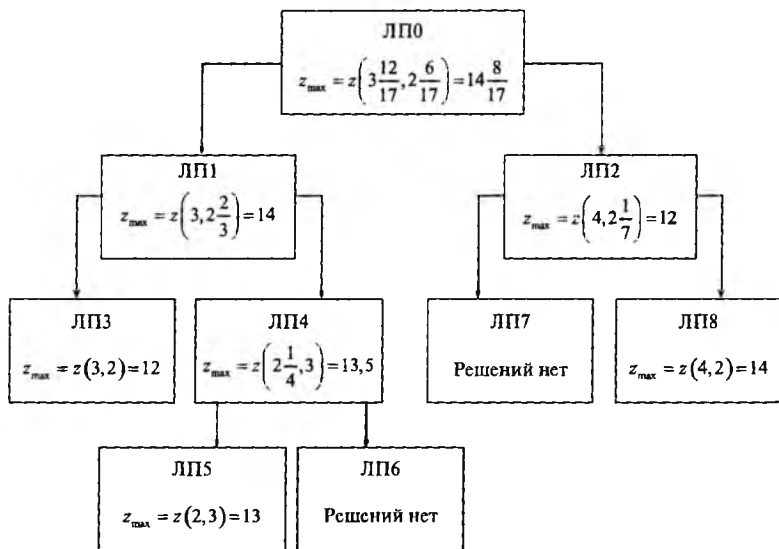 ЛП0
z_max = z(3 12/17, 2 6/17) = 14 8/17
ЛП1
z_max = z(3, 2 2/3) = 14
ЛП2
z_max = z(4, 2 1/7) = 12
ЛП3
z_max = z(3, 2) = 12
ЛП4
z_max = z(2 1/4, 3) = 13,5
ЛП7
Решений нет
ЛП8
z_max = z(4, 2) = 14
ЛП5
z_max = z(2, 3) = 13
ЛП6
Решений нет